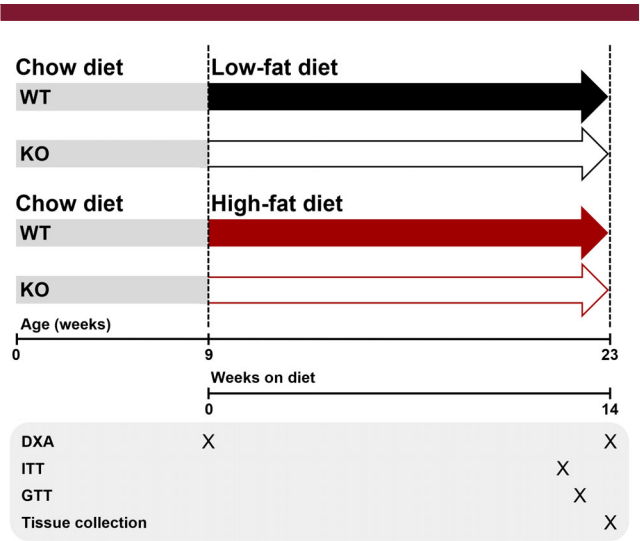 Chow diet Low-fat diet
WT
KO
Chow diet High-fat diet
WT
KO
Age (weeks)
0 9 23
Weeks on diet
0 14
DXA X X
ITT X
GTT X
Tissue collection X